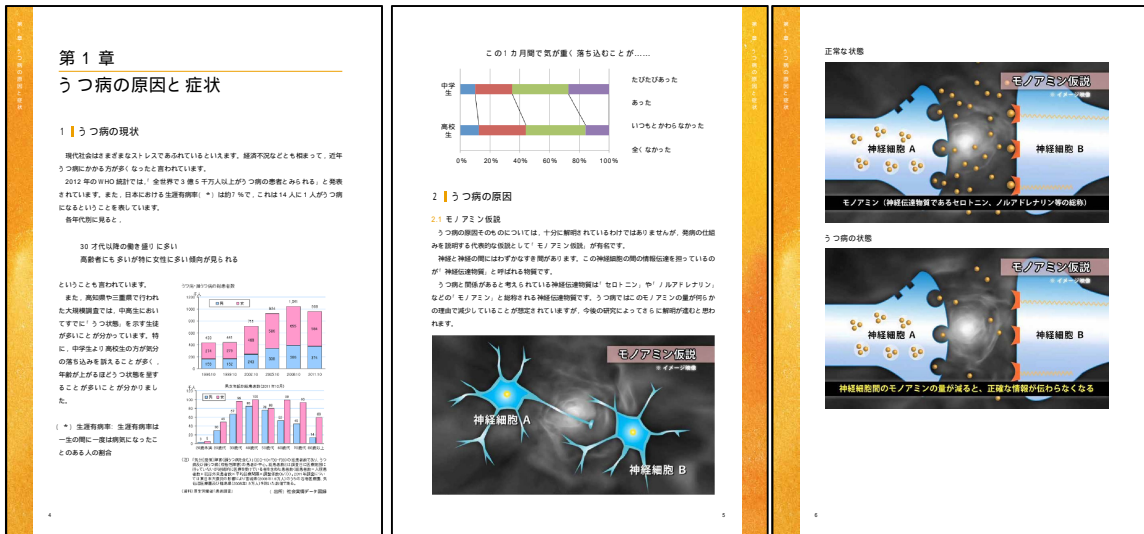 第1章 うつ病の原因と症状
第 1 章
うつ病の原因と症状
1 うつ病の現状
現代社会はさまざまなストレスであふれているといえます。経済不況などとも相まって，近年
うつ病にかかる方が多くなったと言われています。
2012 年のWHO 統計では，「全世界で3 億5 千万人以上がうつ病の患者とみられる」と発表
されています。また，日本における生涯有病率(*)は約7 %で，これは14 人に1 人がうつ病
になるということを表しています。
各年代別に見ると，
30 才代以降の働き盛りに多い
高齢者にも多いが特に女性に多い傾向が見られる
ということも言われています。
また，高知県や三重県で行われ
た大規模調査では，中高生におい
てすでに「うつ状態」を示す生徒
が多いことが分かっています。特
に，中学生より高校生の方が気分
の落ち込みを訴えることが多く，
年齢が上がるほどうつ状態を呈す
ることが多いことが分かりまし
た。
(*) 生涯有病率: 生涯有病率は
一生の間に一度は病気になったこ
とのある人の割合
4
この1カ月間で気が重く落ち込むことが……
中学生
高校生
0% 20% 40% 60% 80% 100%
たびたびあった
あった
いつもとかわらなかった
全くなかった
2 うつ病の原因
2.1 モノアミン仮説
うつ病の原因そのものについては，十分に解明されているわけではありませんが，発病の仕組
みを説明する代表的な仮説として「モノアミン仮説」が有名です。
神経と神経の間にはわずかなすき間があります。この神経細胞の間の情報伝達を担っているの
が「神経伝達物質」と呼ばれる物質です。
うつ病と関係があると考えられている神経伝達物質は「セロトニン」や「ノルアドレナリン」
などの「モノアミン」と総称される神経伝達物質です。うつ病ではこのモノアミンの量が何らか
の理由で減少していることが想定されていますが，今後の研究によってさらに解明が進むと思わ
れます。
モノアミン仮説
※イメージ映像
神経細胞 A
神経細胞 B
5
第1章 うつ病の原因と症状
正常な状態
モノアミン仮説
※イメージ映像
神経細胞 A
神経細胞 B
モノアミン（神経伝達物質であるセロトニン、ノルアドレナリン等の総称）
うつ病の状態
モノアミン仮説
※イメージ映像
神経細胞 A
神経細胞 B
神経細胞間のモノアミンの量が減ると、正確な情報が伝わらなくなる
6